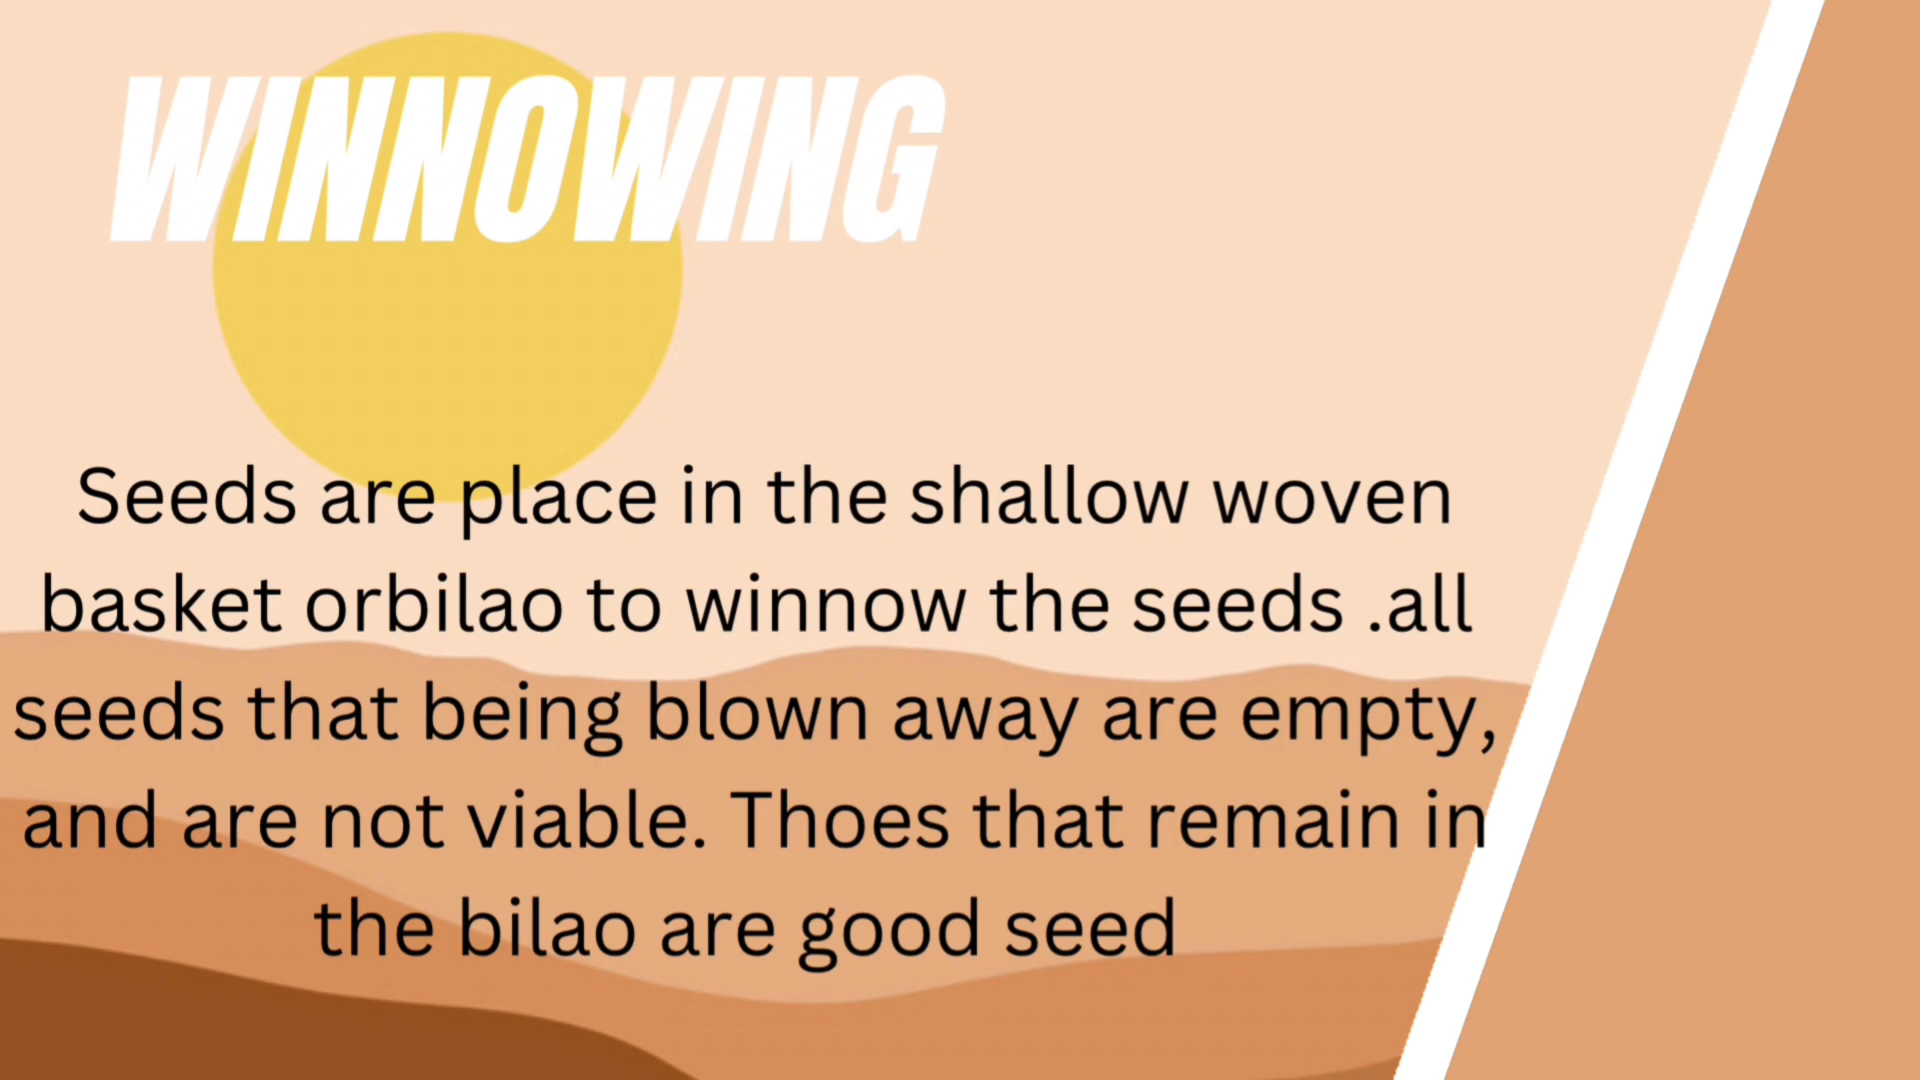 WINNOWING
Seeds are place in the shallow woven
basket orbilao to winnow the seeds .all
seeds that being blown away are empty,
and are not viable. Thoes that remain in
the bilao are good seed